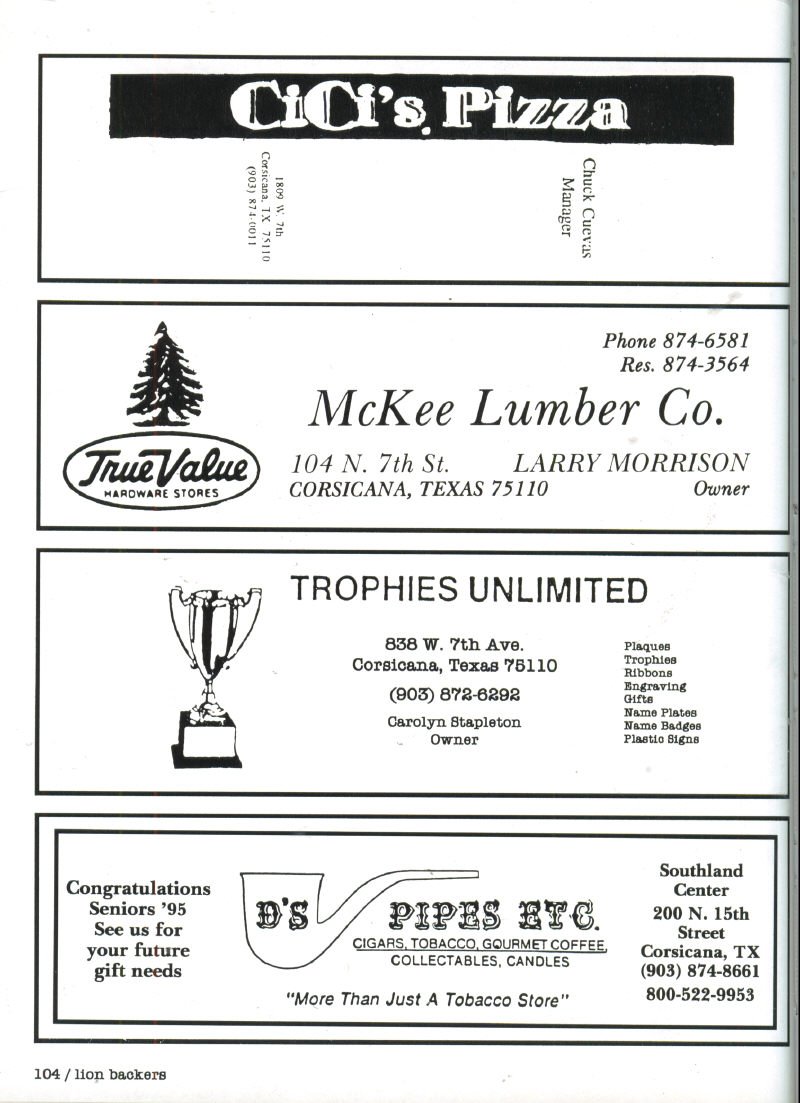 CiCi's Pizza
1809 W. 7th
Corsicana, TX 75110
(903) 874-0011
Chuck Cuevas
Manager
Phone 874-6581
Res. 874-3564
McKee Lumber Co.
True Value
HARDWARE STORES
104 N. 7th St. LARRY MORRISON
CORSICANA, TEXAS 75110 Owner
TROPHIES UNLIMITED
838 W. 7th Ave.
Corsicana, Texas 75110
(903) 872-6292
Carolyn Stapleton
Owner
Plaques
Trophies
Ribbons
Engraving
Gifts
Name Plates
Name Badges
Plastic Signs
Congratulations
Seniors '95
See us for
your future
gift needs
D'S PIPES ETC.
CIGARS, TOBACCO, GOURMET COFFEE,
COLLECTABLES, CANDLES
"More Than Just A Tobacco Store"
Southland
Center
200 N. 15th
Street
Corsicana, TX
(903) 874-8661
800-522-9953
104 / lion backers